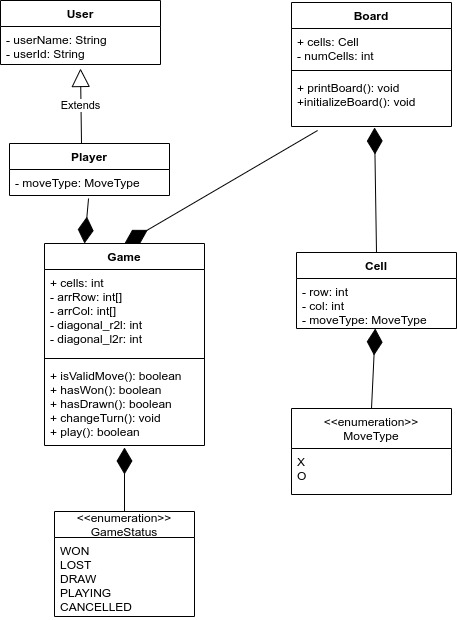 User
- userName: String
- userId: String
Extends
Player
- moveType: MoveType
Board
+ cells: Cell
- numCells: int
+ printBoard(): void
+initializeBoard(): void
Game
+ cells: int
- arrRow: int[]
- arrCol: int[]
- diagonal_r2l: int
- diagonal_l2r: int
+ isValidMove(): boolean
+ hasWon(): boolean
+ hasDrawn(): boolean
+ changeTurn(): void
+ play(): boolean
Cell
- row: int
- col: int
- moveType: MoveType
<<enumeration>>
MoveType
X
O
<<enumeration>>
GameStatus
WON
LOST
DRAW
PLAYING
CANCELLED